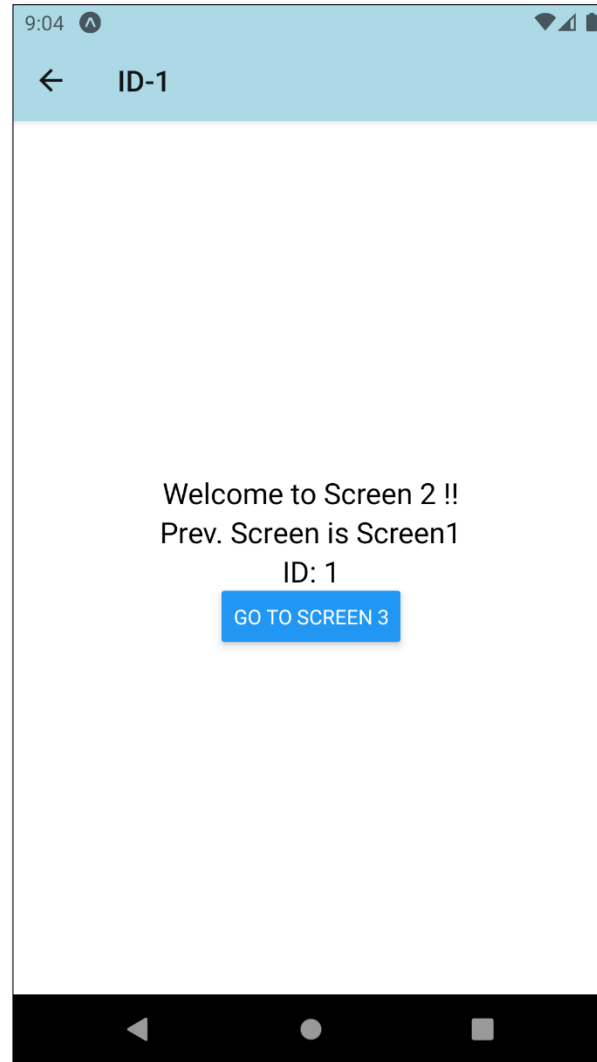 9:04
ID-1
Welcome to Screen 2 !!
Prev. Screen is Screen1
ID: 1
GO TO SCREEN 3